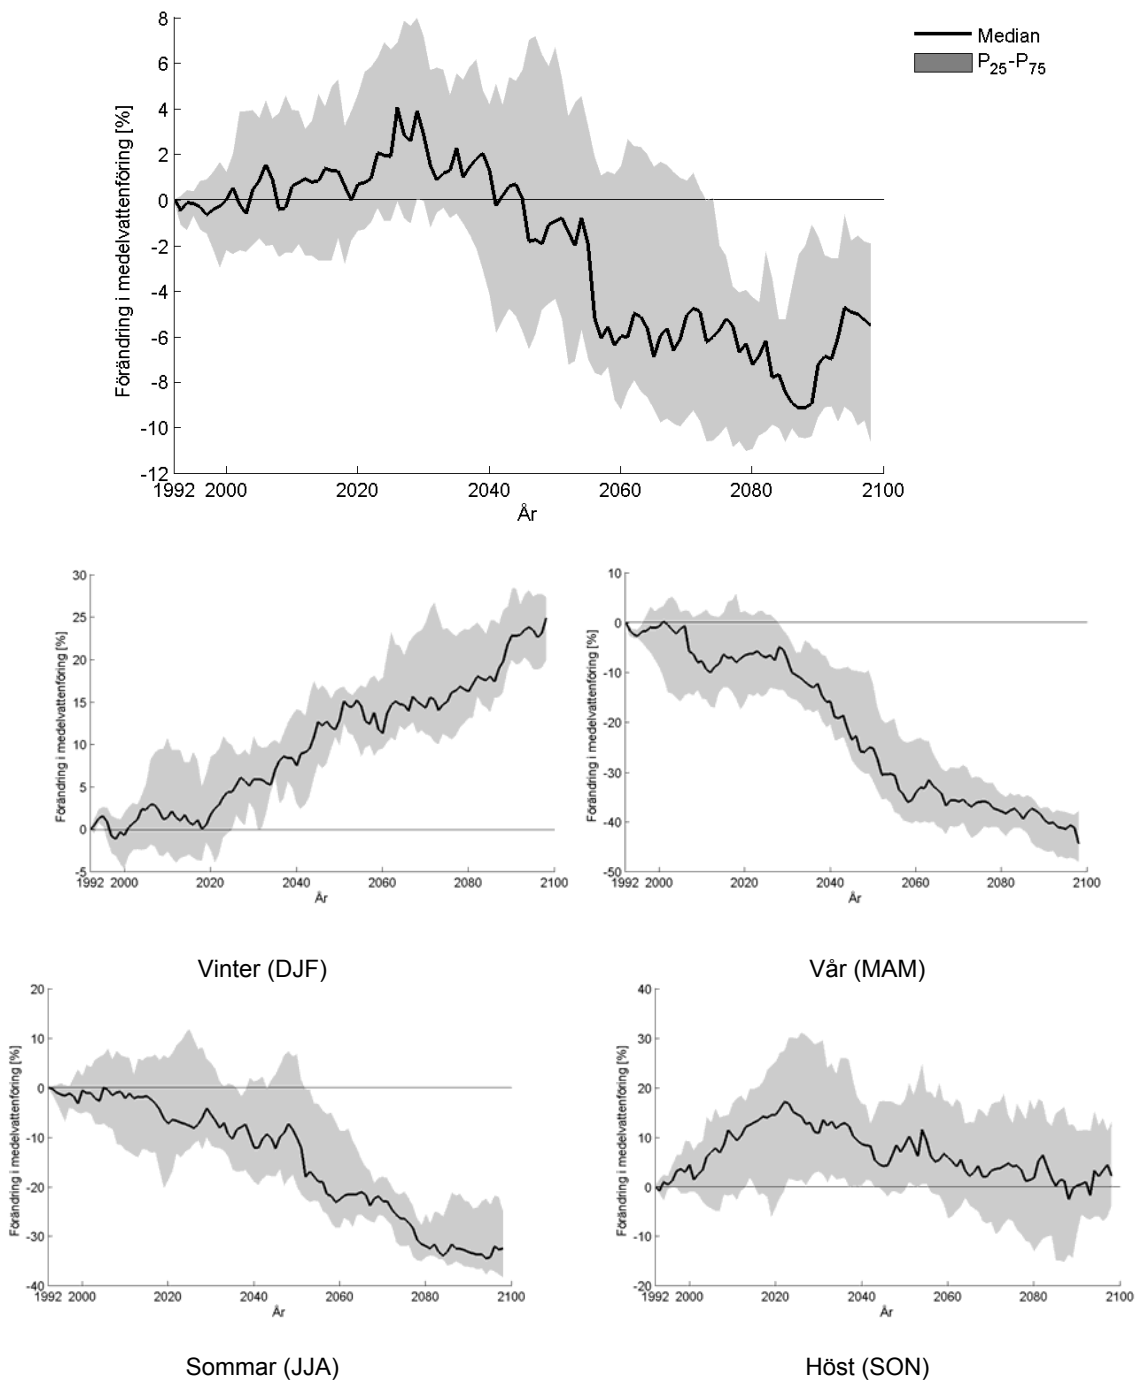 8
6
4
2
0
-2
-4
-6
-8
-10
-12
Förändring i medelvattenföring [%]
1992 2000 2020 2040 2060 2080 2100
År
Median
P25-P75
30
25
20
15
10
5
0
-5
Förändring i medelvattenföring [%]
1992 2000 2020 2040 2060 2080 2100
År
Vinter (DJF)
10
0
-10
-20
-30
-40
-50
Förändring i medelvattenföring [%]
1992 2000 2020 2040 2060 2080 2100
År
Vår (MAM)
20
10
0
-10
-20
-30
-40
Förändring i medelvattenföring [%]
1992 2000 2020 2040 2060 2080 2100
År
Sommar (JJA)
40
30
20
10
0
-10
-20
Förändring i medelvattenföring [%]
1992 2000 2020 2040 2060 2080 2100
År
Höst (SON)